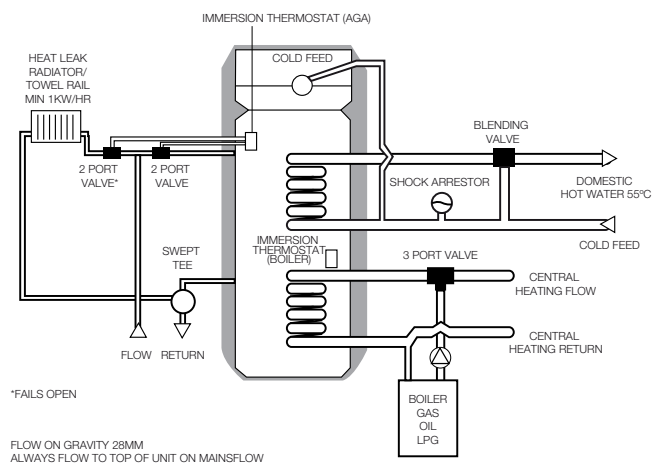 IMMERSION THERMOSTAT (AGA)
HEAT LEAK
RADIATOR/
TOWEL RAIL
MIN 1KW/HR
COLD FEED
2 PORT
VALVE*
2 PORT
VALVE
BLENDING
VALVE
SHOCK ARRESTOR
DOMESTIC
HOT WATER 55ºC
COLD FEED
SWEPT
TEE
IMMERSION
THERMOSTAT
(BOILER)
3 PORT VALVE
CENTRAL
HEATING FLOW
CENTRAL
HEATING RETURN
FLOW
RETURN
BOILER
GAS
OIL
LPG
*FAILS OPEN
FLOW ON GRAVITY 28MM
ALWAYS FLOW TO TOP OF UNIT ON MAINSFLOW